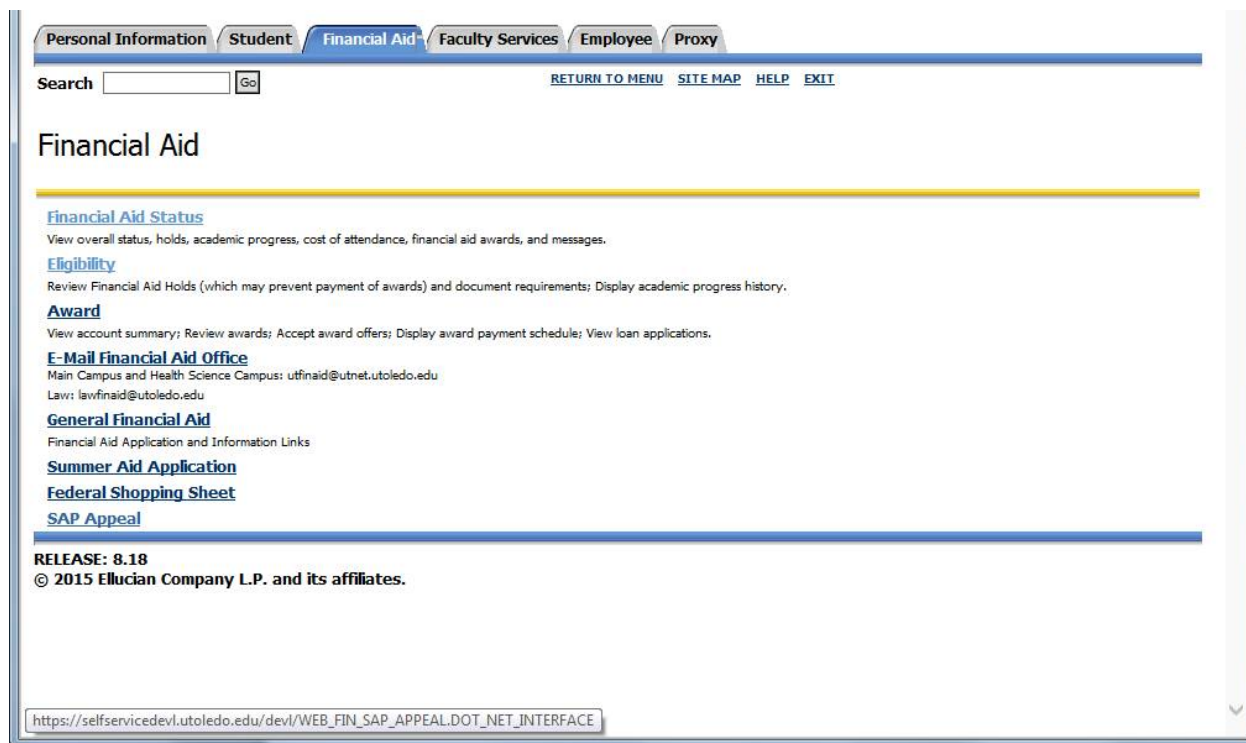 Personal Information Student Financial Aid Faculty Services Employee Proxy
Search Go RETURN TO MENU SITE MAP HELP EXIT
Financial Aid
Financial Aid Status
View overall status, holds, academic progress, cost of attendance, financial aid awards, and messages.
Eligibility
Review Financial Aid Holds (which may prevent payment of awards) and document requirements; Display academic progress history.
Award
View account summary; Review awards; Accept award offers; Display award payment schedule; View loan applications.
E-Mail Financial Aid Office
Main Campus and Health Science Campus: utfinaid@utnet.utoledo.edu
Law: lawfinaid@utoledo.edu
General Financial Aid
Financial Aid Application and Information Links
Summer Aid Application
Federal Shopping Sheet
SAP Appeal
RELEASE: 8.18
© 2015 Ellucian Company L.P. and its affiliates.
https://selfservicedevl.utoledo.edu/devl/WEB_FIN_SAP_APPEAL.DOT_NET_INTERFACE